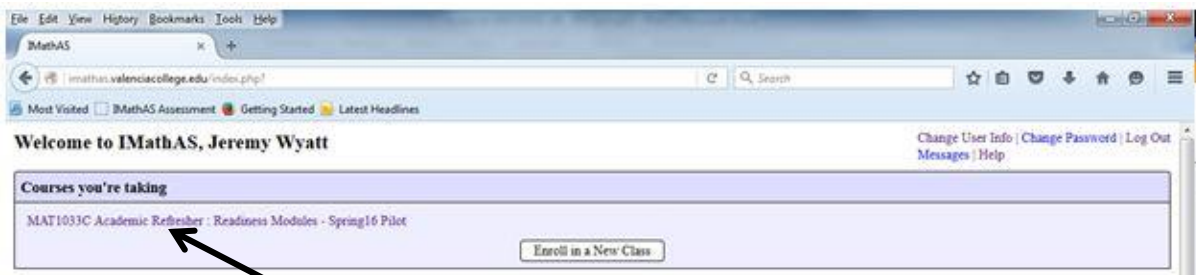 File Edit View History Bookmarks Tools Help
IMathAS
imathas.valenciacollege.edu/index.php?
Search
Most Visited IMathAS Assessment Getting Started Latest Headlines
Welcome to IMathAS, Jeremy Wyatt
Change User Info | Change Password | Log Out
Messages | Help
Courses you're taking
MAT1033C Academic Refresher : Readiness Modules - Spring16 Pilot
Enroll in a New Class